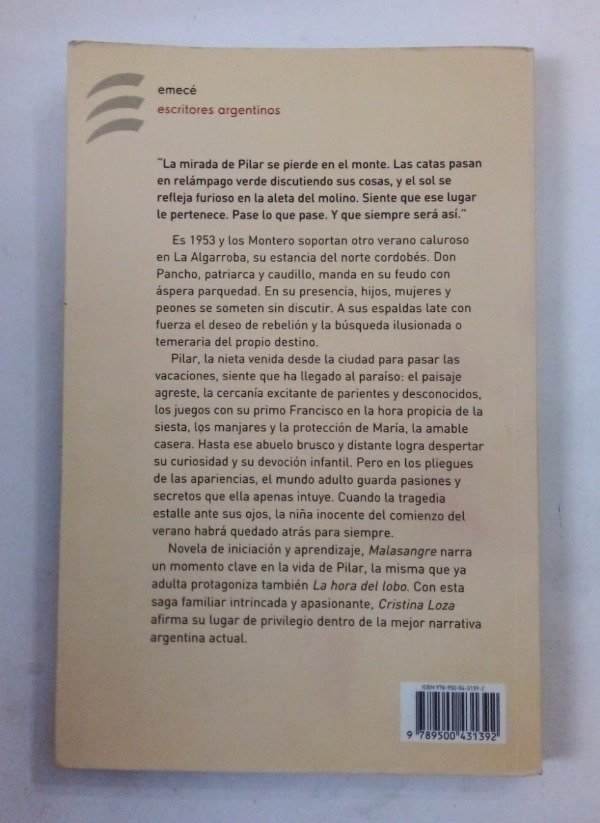 emecé
escritores argentinos
"La mirada de Pilar se pierde en el monte. Las catas pasan
en relámpago verde discutiendo sus cosas, y el sol se
refleja furioso en la aleta del molino. Siente que ese lugar
le pertenece. Pase lo que pase. Y que siempre será así."
Es 1953 y los Montero soportan otro verano caluroso
en La Algarroba, su estancia del norte cordobés. Don
Pancho, patriarca y caudillo, manda en su feudo con
áspera parquedad. En su presencia, hijos, mujeres y
peones se someten sin discutir. A sus espaldas late con
fuerza el deseo de rebelión y la búsqueda ilusionada o
temeraria del propio destino.
Pilar, la nieta venida desde la ciudad para pasar las
vacaciones, siente que ha llegado al paraíso: el paisaje
agreste, la cercanía excitante de parientes y desconocidos,
los juegos con su primo Francisco en la hora propicia de la
siesta, los manjares y la protección de María, la amable
casera. Hasta ese abuelo brusco y distante logra despertar
su curiosidad y su devoción infantil. Pero en los pliegues
de las apariencias, el mundo adulto guarda pasiones y
secretos que ella apenas intuye. Cuando la tragedia
estalle ante sus ojos, la niña inocente del comienzo del
verano habrá quedado atrás para siempre.
Novela de iniciación y aprendizaje, Malasangre narra
un momento clave en la vida de Pilar, la misma que ya
adulta protagoniza también La hora del lobo. Con esta
saga familiar intrincada y apasionante, Cristina Loza
afirma su lugar de privilegio dentro de la mejor narrativa
argentina actual.
ISBN 978-950-04-3139-2
9 789500 431392